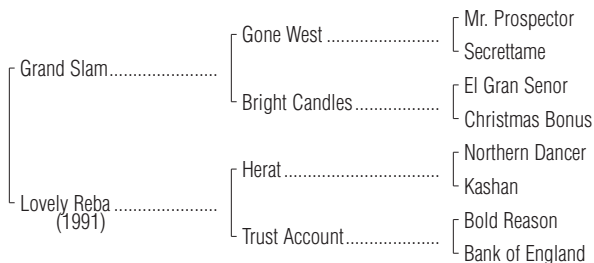 Grand Slam......................
Lovely Reba.....................
(1991)
Gone West.......................
Bright Candles..................
Herat...............................
Trust Account...................
Mr. Prospector
Secrettame
El Gran Senor
Christmas Bonus
Northern Dancer
Kashan
Bold Reason
Bank of England